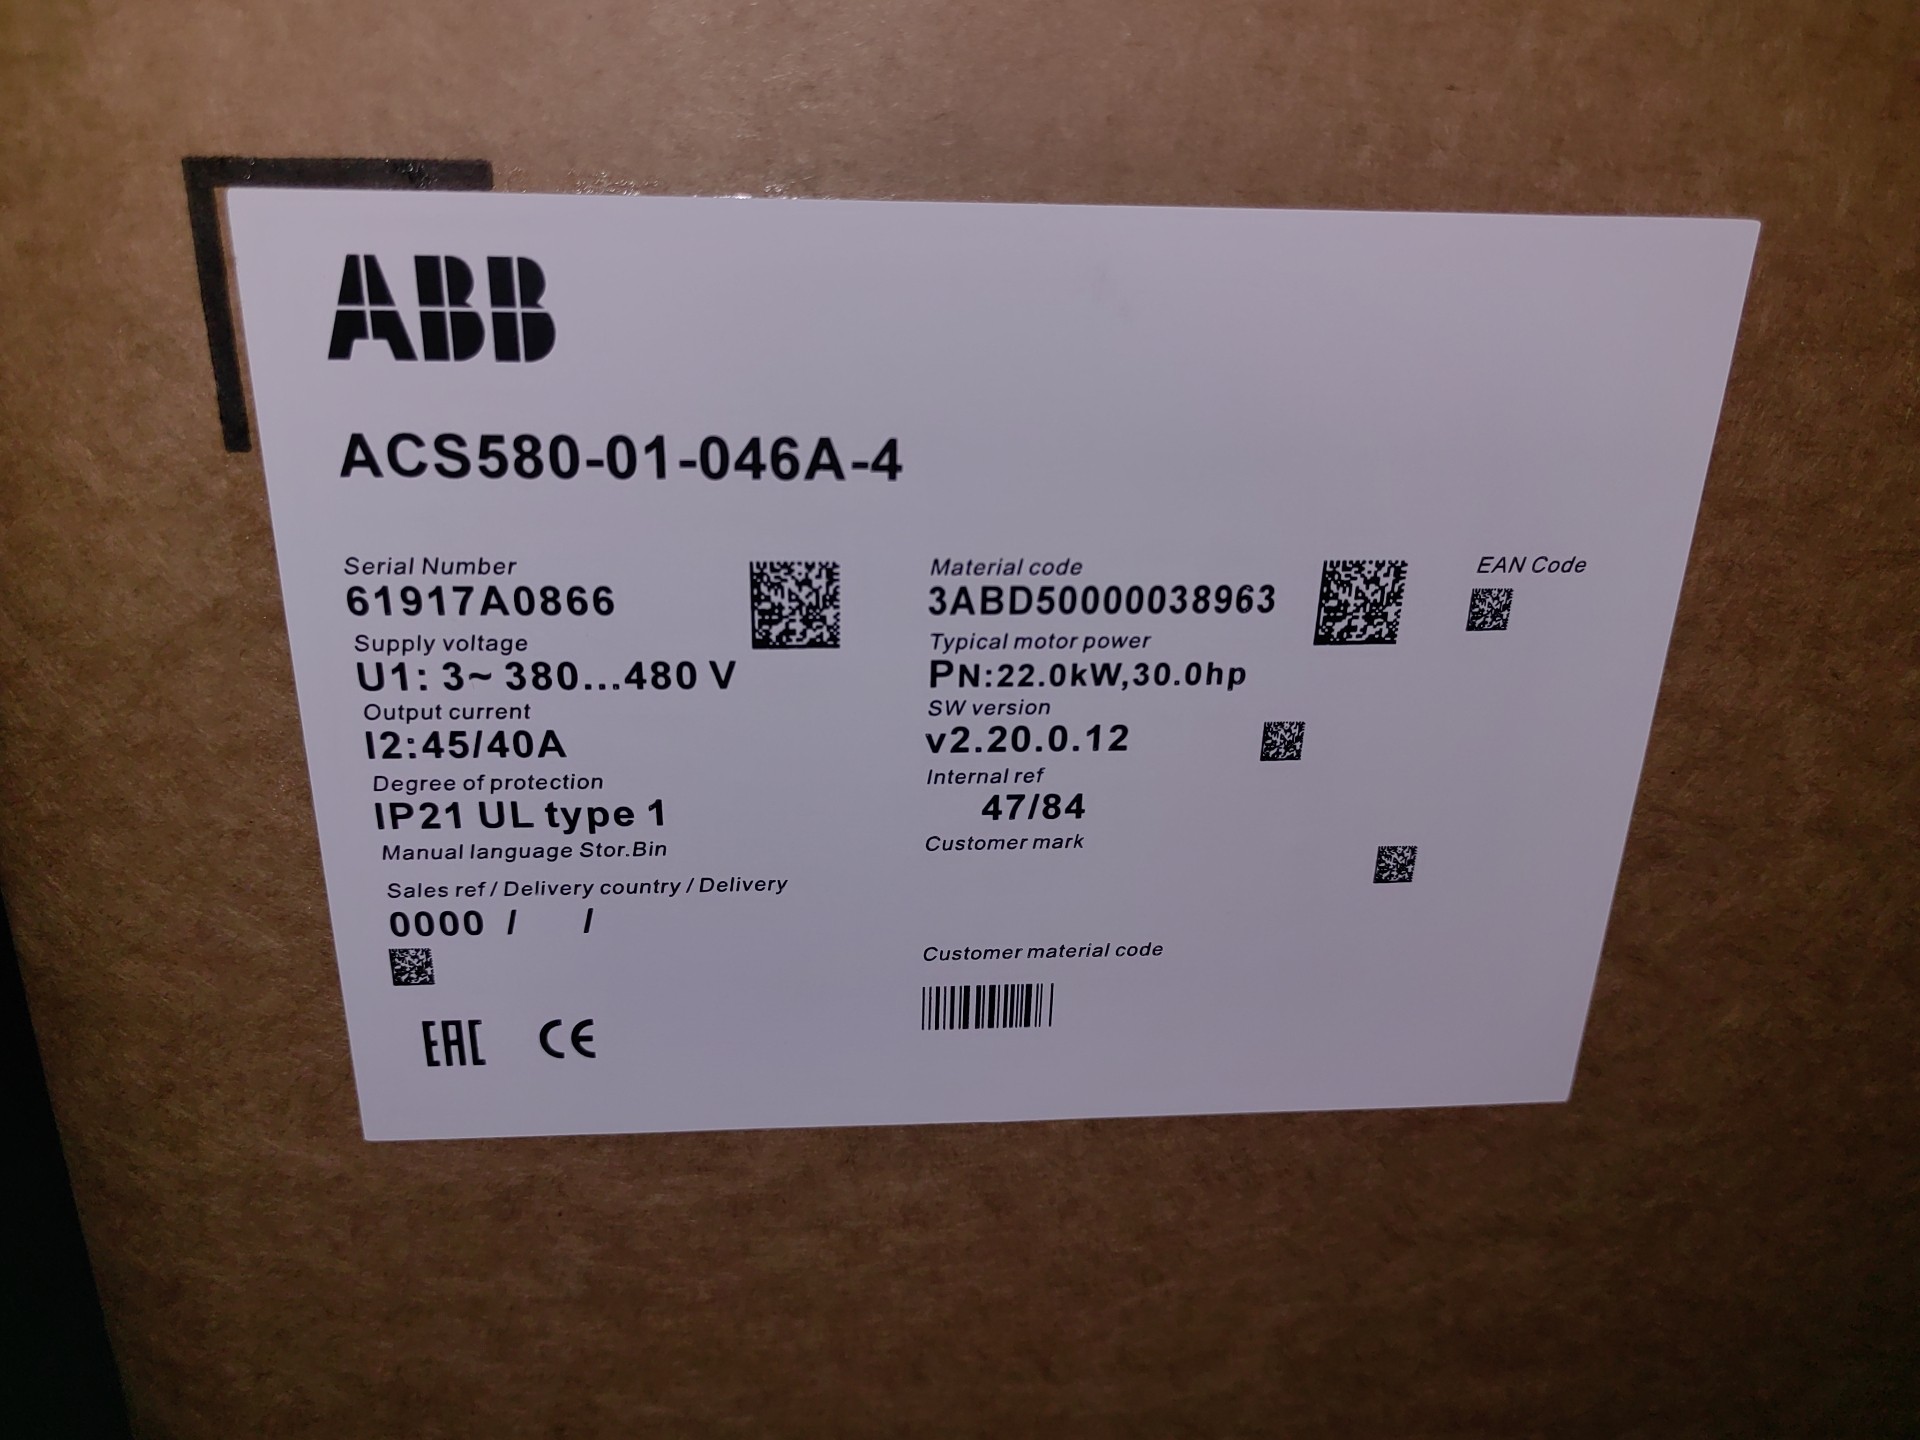 ABB
ACS580-01-046A-4
Serial Number
61917A0866
Supply voltage
U1: 3~ 380...480 V
Output current
I2:45/40A
Degree of protection
IP21 UL type 1
Manual language Stor.Bin
Sales ref / Delivery country / Delivery
0000 /    /
EAC CE
Material code
3ABD50000038963
Typical motor power
PN:22.0kW,30.0hp
SW version
v2.20.0.12
Internal ref
47/84
Customer mark
Customer material code
EAN Code